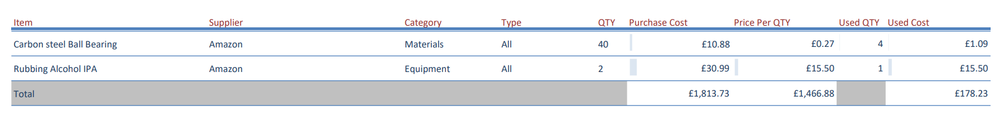 Item Supplier Category Type QTY Purchase Cost Price Per QTY Used QTY Used Cost
Carbon steel Ball Bearing Amazon Materials All 40 £10.88 £0.27 4 £1.09
Rubbing Alcohol IPA Amazon Equipment All 2 £30.99 £15.50 1 £15.50
Total £1,813.73 £1,466.88 £178.23